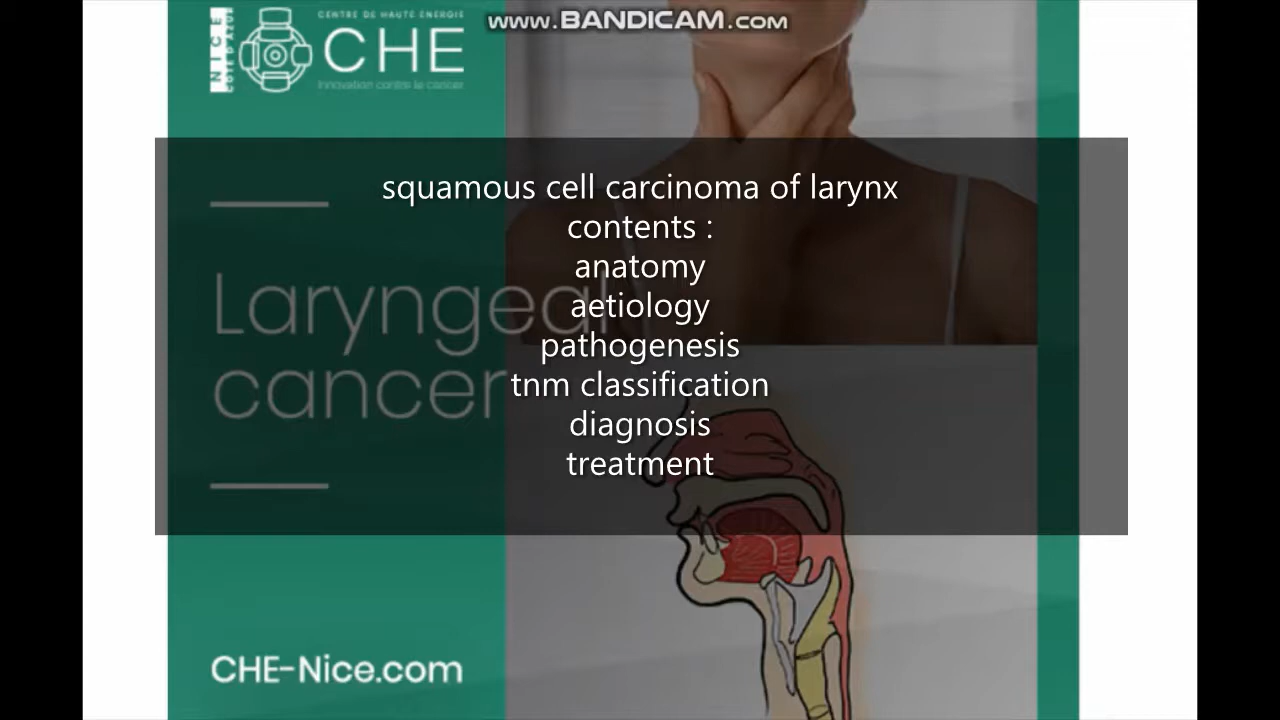 www.BANDICAM.com
NICE
CÔTE D'AZUR
CENTRE DE HAUTE ÉNERGIE
CHE
Innovation contre le cancer
squamous cell carcinoma of larynx
contents :
anatomy
aetiology
pathogenesis
tnm classification
diagnosis
treatment
Laryngeal
cancer
CHE-Nice.com